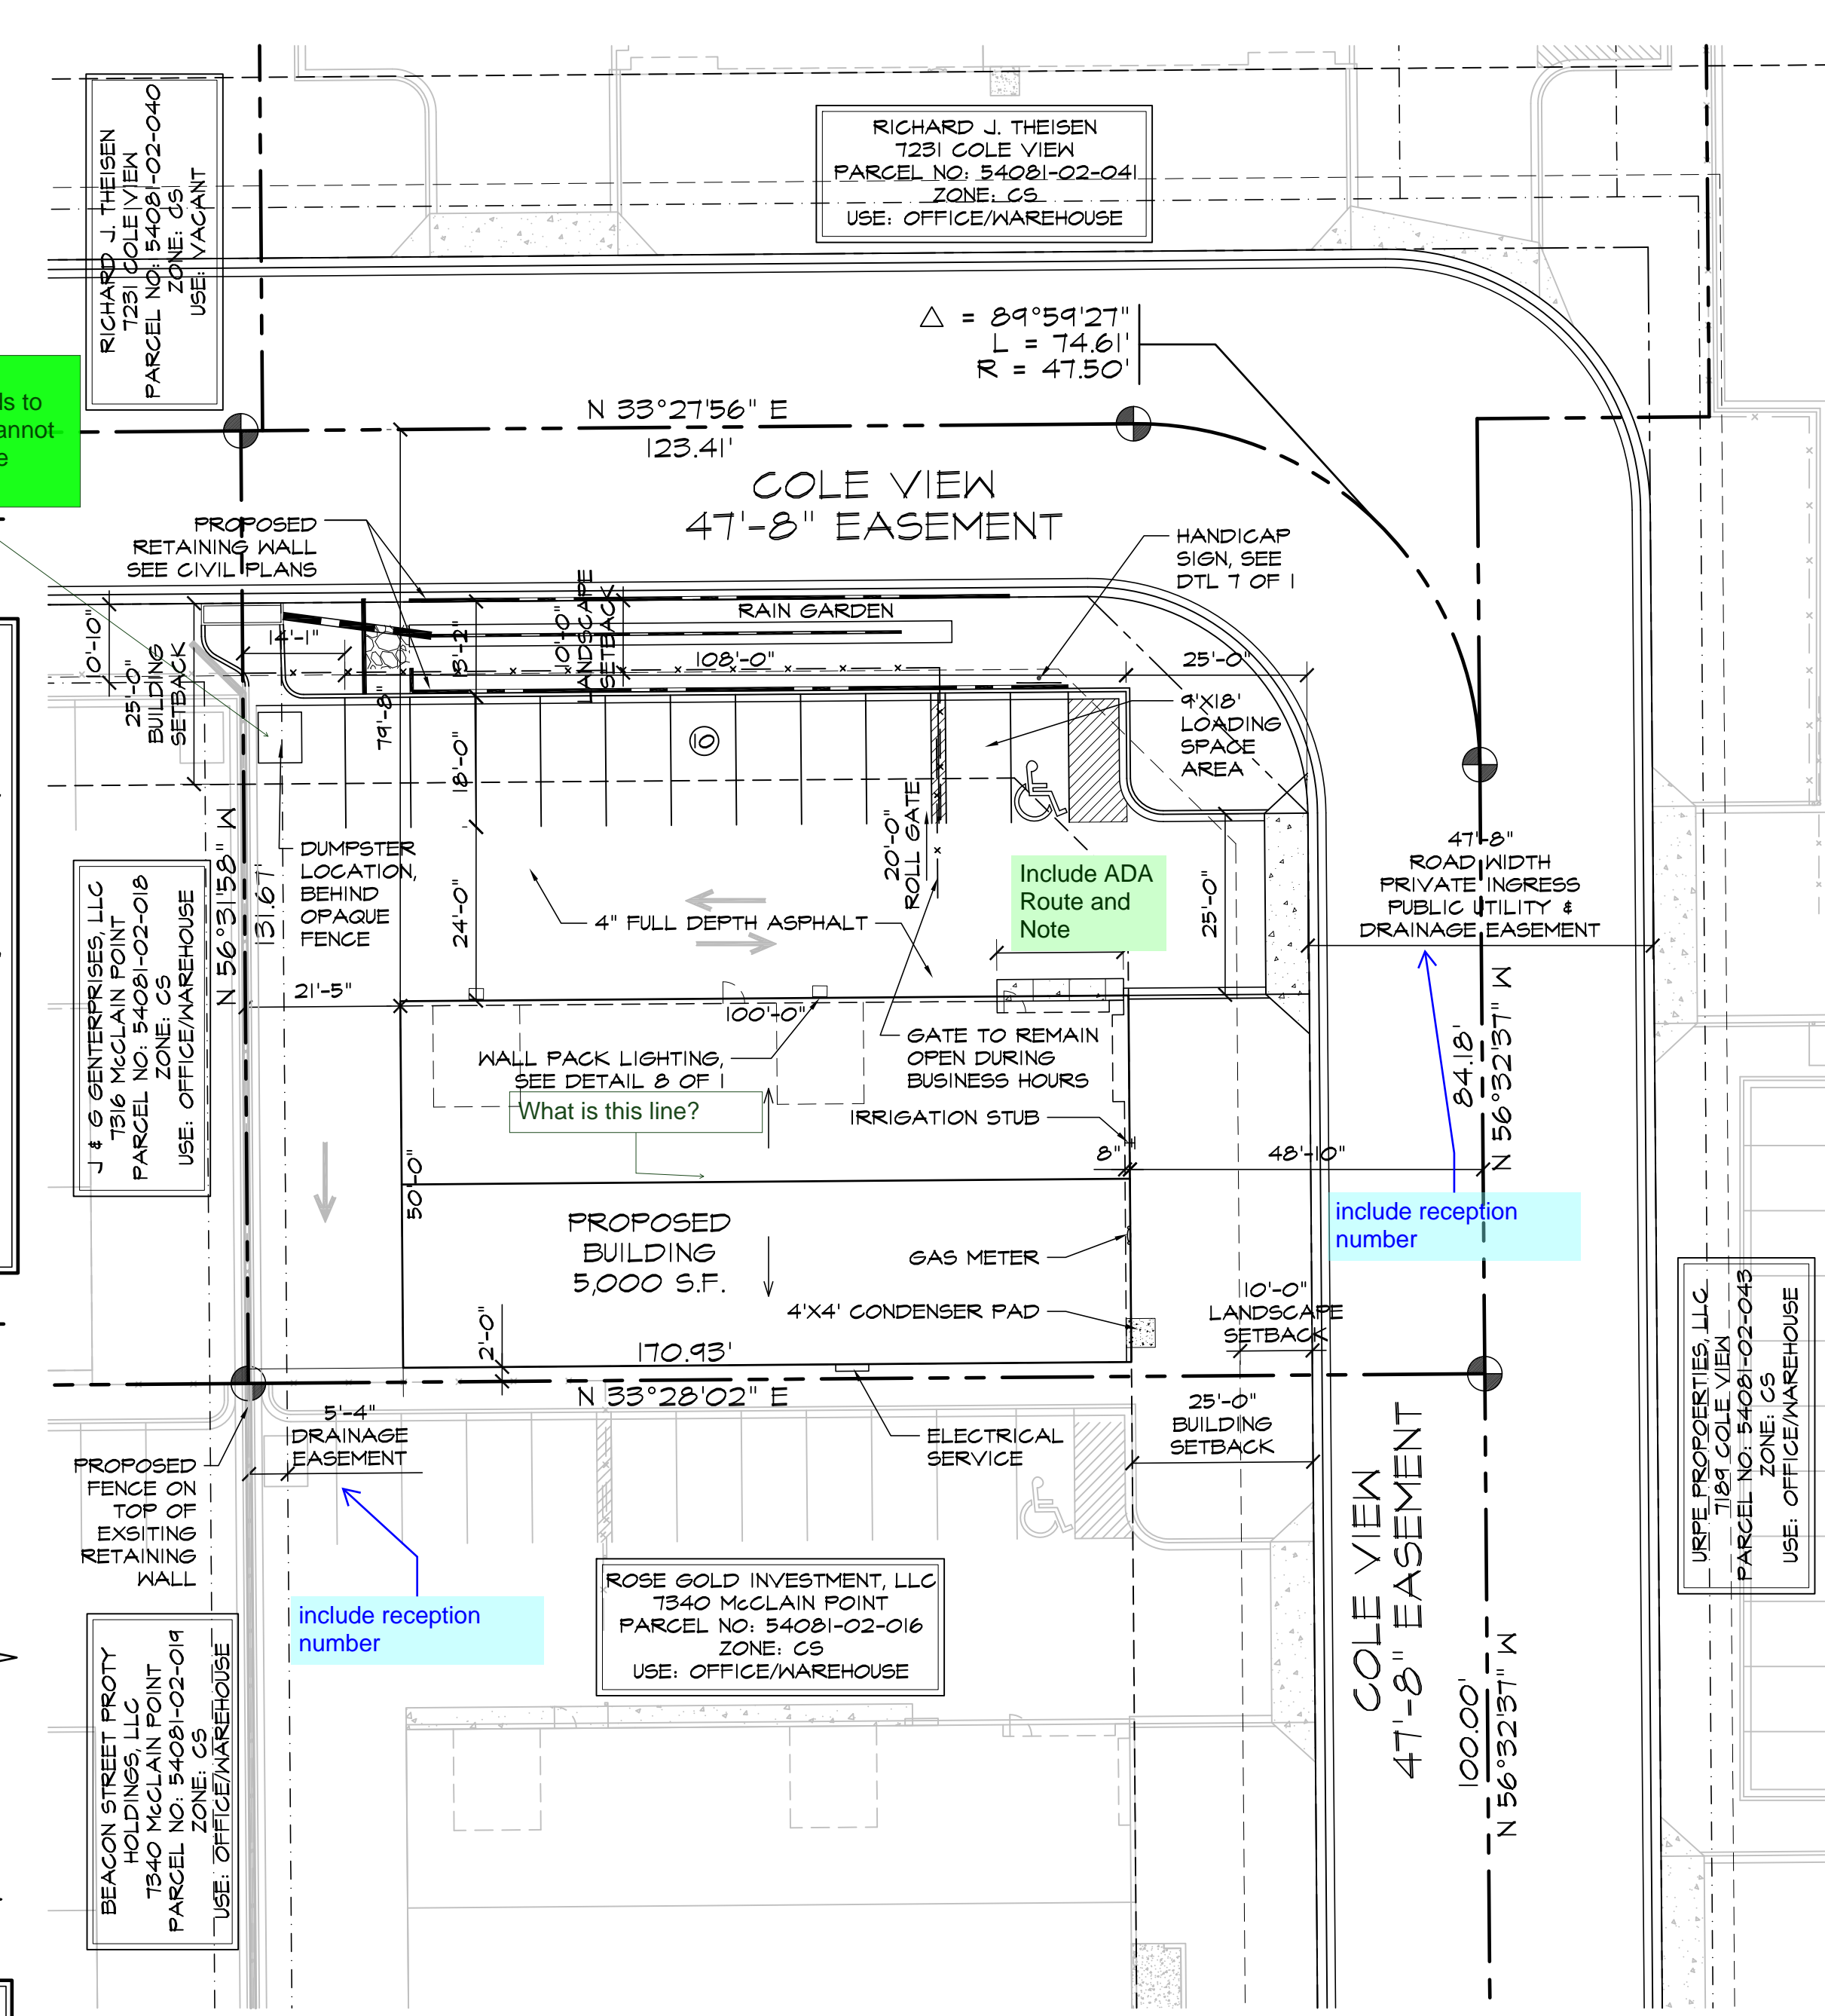 RICHARD J. THEISEN
7231 COLE VIEW
PARCEL NO: 54081-02-040
ZONE: CS
USE: VACANT
RICHARD J. THEISEN
7231 COLE VIEW
PARCEL NO: 54081-02-041
ZONE: CS
USE: OFFICE/WAREHOUSE
△ = 89°59'27"
L = 74.61'
R = 47.50'
ls to
annot
e
N 33°27'56" E
123.41'
COLE VIEW
47'-8" EASEMENT
PROPOSED
RETAINING WALL
SEE CIVIL PLANS
HANDICAP
SIGN, SEE
DTL 7 OF 1
10'-10"
25'-0"
BUILDING
SETBACK
14'-1"
13'-2"
10'-0"
LANDSCAPE
SETBACK
RAIN GARDEN
108'-0"
25'-0"
79'-8"
18'-0"
10
9'X18'
LOADING
SPACE
AREA
20'-0"
ROLL GATE
DUMPSTER
LOCATION,
BEHIND
OPAQUE
FENCE
24'-0"
4" FULL DEPTH ASPHALT
Include ADA
Route and
Note
25'-0"
47'-8"
ROAD WIDTH
PRIVATE INGRESS
PUBLIC UTILITY &
DRAINAGE EASEMENT
J & G GENTERPRISES, LLC
7316 McCLAIN POINT
PARCEL NO: 54081-02-018
ZONE: CS
USE: OFFICE/WAREHOUSE
N 56°31'58" W
131.67'
21'-5"
100'-0"
WALL PACK LIGHTING,
SEE DETAIL 8 OF 1
GATE TO REMAIN
OPEN DURING
BUSINESS HOURS
What is this line?
IRRIGATION STUB
8"
48'-10"
84.18'
N 56°32'37" W
50'-0"
PROPOSED
BUILDING
5,000 S.F.
GAS METER
4'X4' CONDENSER PAD
include reception
number
10'-0"
LANDSCAPE
SETBACK
2'-0"
170.93'
N 33°28'02" E
5'-4"
DRAINAGE
EASEMENT
ELECTRICAL
SERVICE
25'-0"
BUILDING
SETBACK
PROPOSED
FENCE ON
TOP OF
EXSITING
RETAINING
WALL
include reception
number
ROSE GOLD INVESTMENT, LLC
7340 McCLAIN POINT
PARCEL NO: 54081-02-016
ZONE: CS
USE: OFFICE/WAREHOUSE
COLE VIEW
47'-8" EASEMENT
100.00'
N 56°32'37" W
URPE PROPOERTIES, LLC
7189 COLE VIEW
PARCEL NO: 54081-02-043
ZONE: CS
USE: OFFICE/WAREHOUSE
BEACON STREET PROTY
HOLDINGS, LLC
7340 McCLAIN POINT
PARCEL NO: 54081-02-019
ZONE: CS
USE: OFFICE/WAREHOUSE